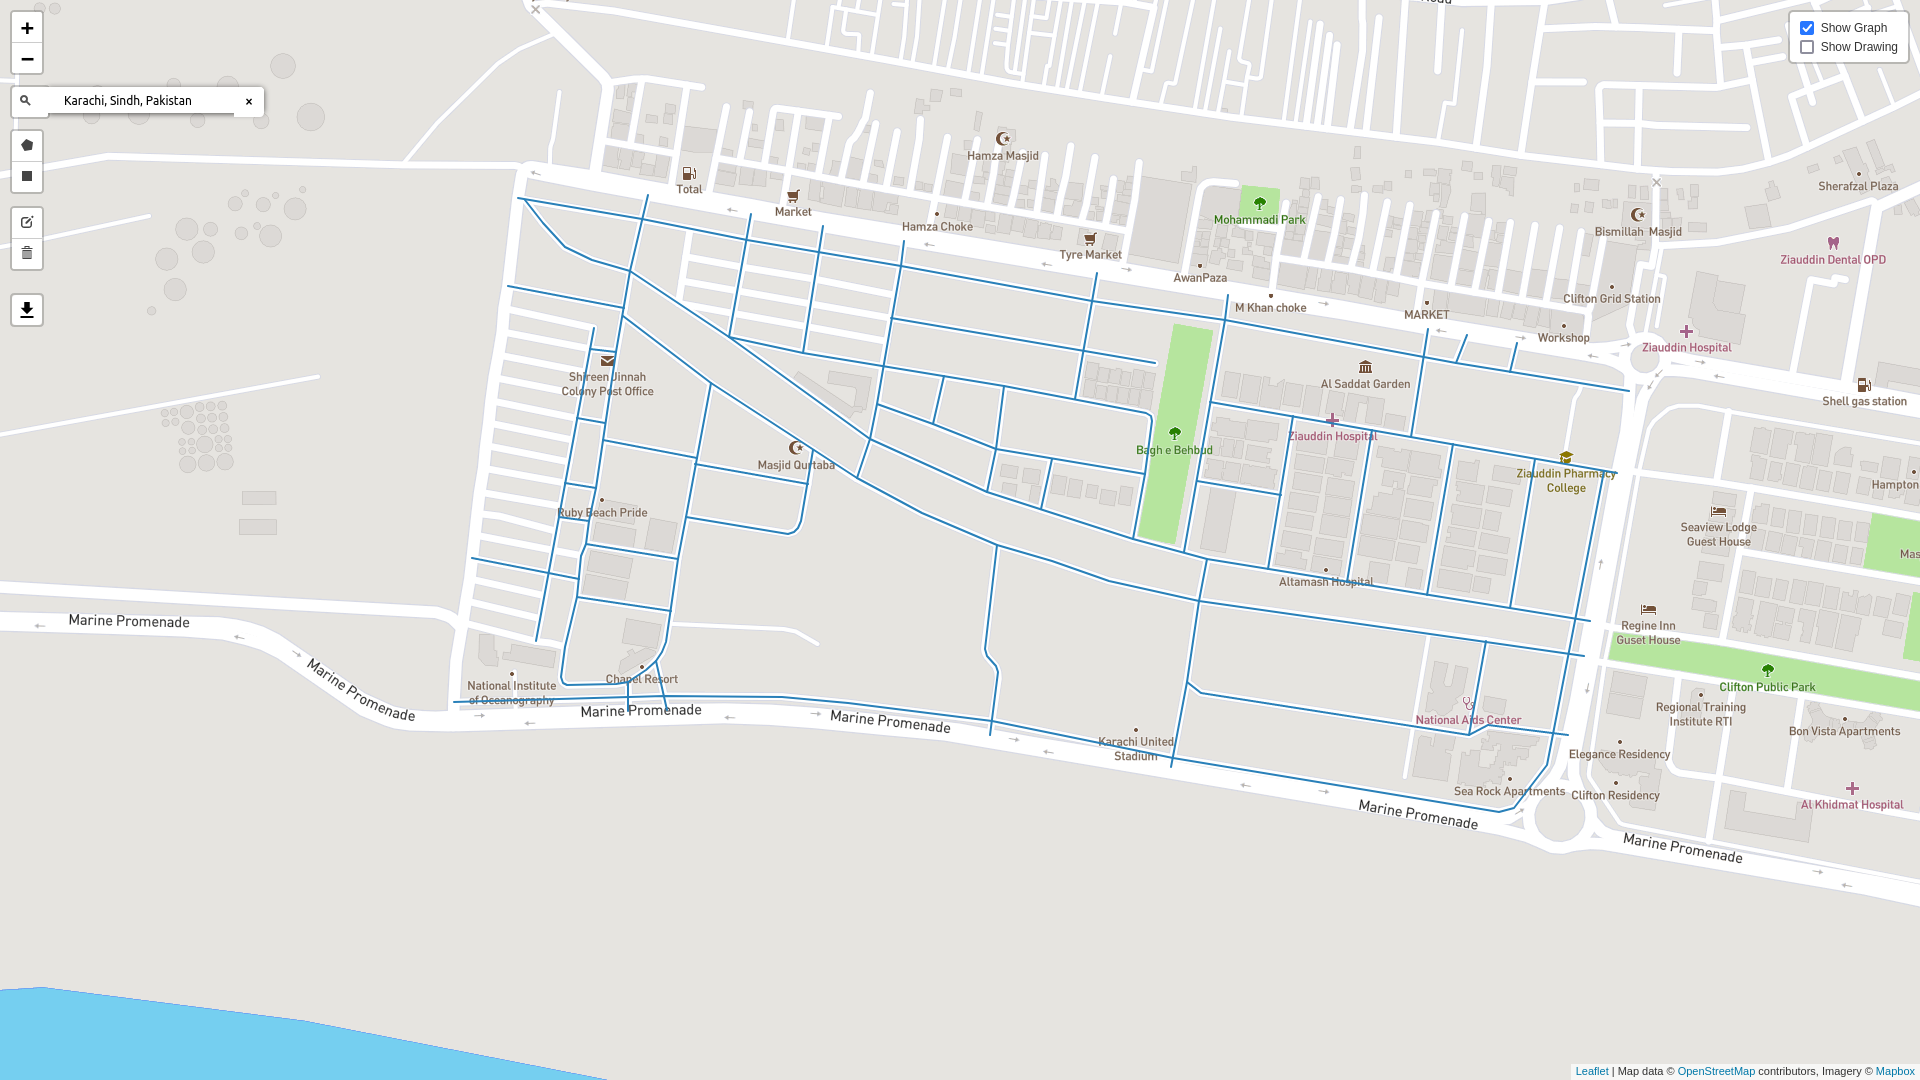 Road
+
−
Show Graph
Show Drawing
Karachi, Sindh, Pakistan
×
Hamza Masjid
Total
Market
Hamza Choke
Tyre Market
Mohammadi Park
AwanPaza
M Khan choke
MARKET
Workshop
Clifton Grid Station
Bismillah Masjid
Sherafzal Plaza
Ziauddin Dental OPD
Ziauddin Hospital
Shell gas station
Shireen Jinnah
Colony Post Office
Al Saddat Garden
Ziauddin Hospital
Bagh e Behbud
Masjid Qurtaba
Ziauddin Pharmacy
College
Hampton
Ruby Beach Pride
Seaview Lodge
Guest House
Mas
Altamash Hospital
Marine Promenade
Regine Inn
Guset House
Marine Promenade
National Institute
of Oceanography
Chapel Resort
Clifton Public Park
Marine Promenade
Marine Promenade
National Aids Center
Regional Training
Institute RTI
Bon Vista Apartments
Karachi United
Stadium
Elegance Residency
Sea Rock Apartments
Clifton Residency
Al Khidmat Hospital
Marine Promenade
Marine Promenade
Leaflet | Map data © OpenStreetMap contributors, Imagery © Mapbox